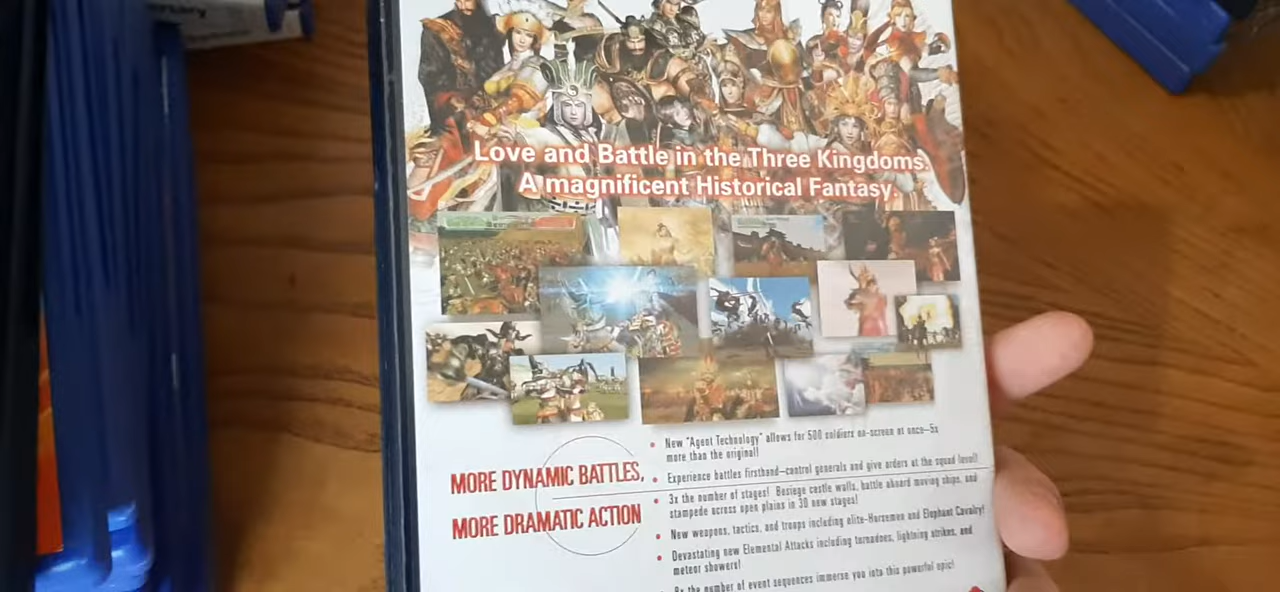 Love and Battle in the Three Kingdoms.
A magnificent Historical Fantasy.
MORE DYNAMIC BATTLES,
MORE DRAMATIC ACTION
• New "Agent Technology" allows for 500 soldiers on-screen at once—5x
more than the original!
• Experience battles firsthand—control generals and give orders at the squad level!
• 3x the number of stages! Besiege castle walls, battle aboard moving ships, and
stampede across open plains in 30 new stages!
• New weapons, tactics, and troops including elite-Horsemen and Elephant Cavalry!
• Devastating new Elemental Attacks including tornadoes, lightning strikes, and
meteor showers!
the number of event sequences immerse you into this powerful epic!